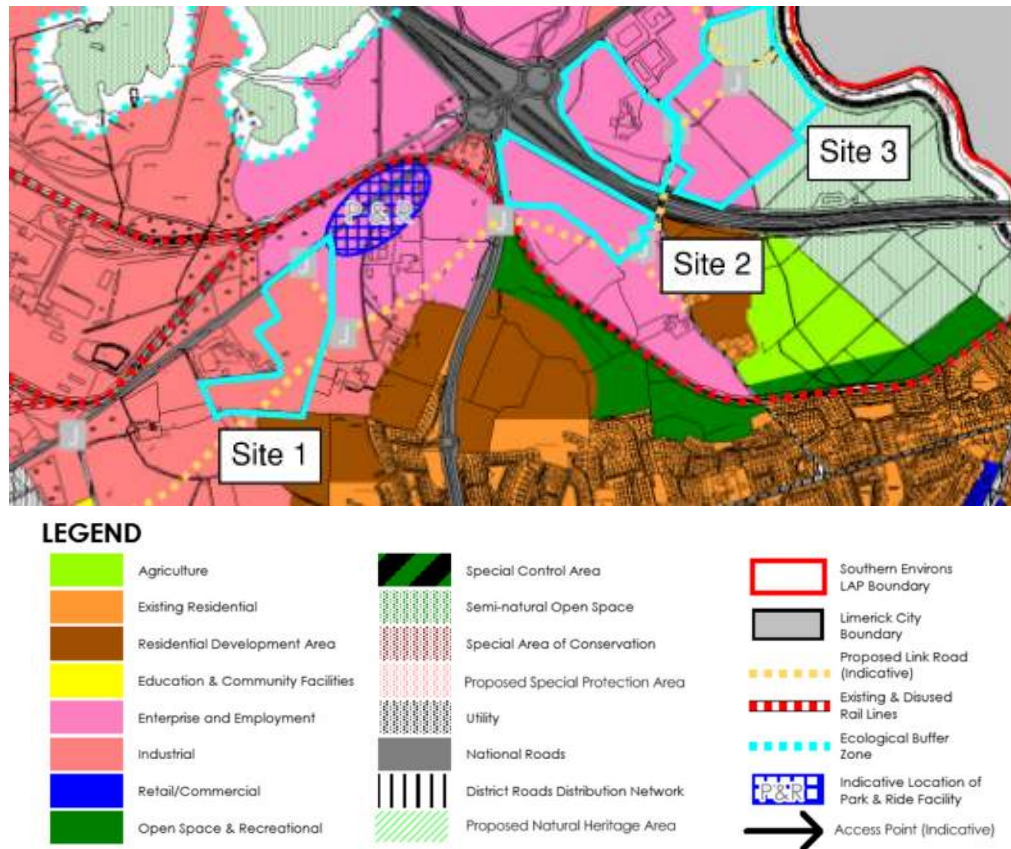 P & R
Site 3
Site 2
Site 1
LEGEND
Agriculture
Existing Residential
Residential Development Area
Education & Community Facilities
Enterprise and Employment
Industrial
Retail/Commercial
Open Space & Recreational
Special Control Area
Semi-natural Open Space
Special Area of Conservation
Proposed Special Protection Area
Utility
National Roads
District Roads Distribution Network
Proposed Natural Heritage Area
Southern Environs
LAP Boundary
Limerick City
Boundary
Proposed Link Road
(Indicative)
Existing & Disused
Rail Lines
Ecological Buffer
Zone
P&R
Indicative Location of
Park & Ride Facility
Access Point (Indicative)